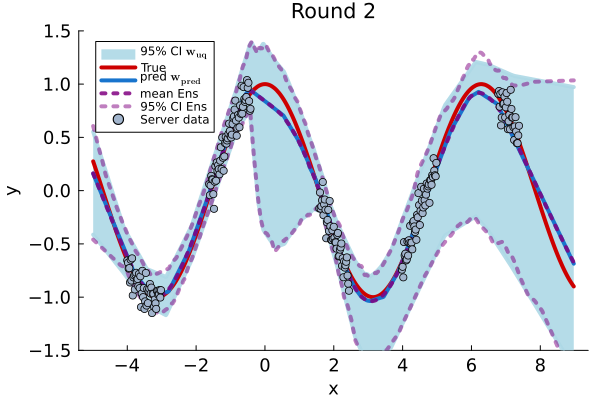 Round 2
1.5
1.0
0.5
0.0
−0.5
−1.0
−1.5
y
95% CI w_uq
True
pred w_pred
mean Ens
95% CI Ens
Server data
−4
−2
0
2
4
6
8
x